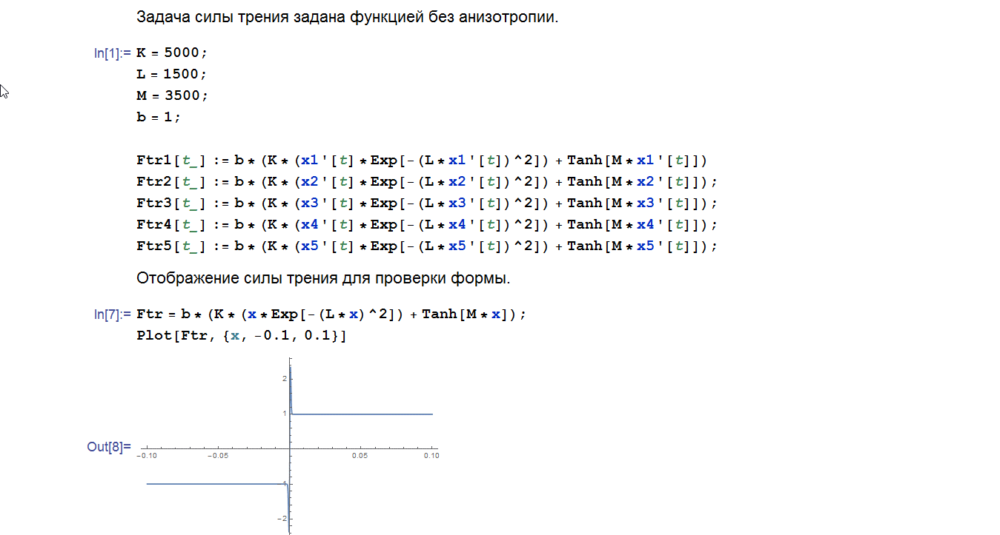 Задача силы трения задана функцией без анизотропии.
In[1]:= K = 5000;
L = 1500;
M = 3500;
b = 1;
Ftr1[t_] := b * (K * (x1'[t] * Exp[-(L * x1'[t])^2]) + Tanh[M * x1'[t]])
Ftr2[t_] := b * (K * (x2'[t] * Exp[-(L * x2'[t])^2]) + Tanh[M * x2'[t]]);
Ftr3[t_] := b * (K * (x3'[t] * Exp[-(L * x3'[t])^2]) + Tanh[M * x3'[t]]);
Ftr4[t_] := b * (K * (x4'[t] * Exp[-(L * x4'[t])^2]) + Tanh[M * x4'[t]]);
Ftr5[t_] := b * (K * (x5'[t] * Exp[-(L * x5'[t])^2]) + Tanh[M * x5'[t]]);
Отображение силы трения для проверки формы.
In[7]:= Ftr = b * (K * (x * Exp[-(L * x)^2]) + Tanh[M * x]);
Plot[Ftr, {x, -0.1, 0.1}]
2
1
Out[8]=
-0.10 -0.05 0.05 0.10
-1
-2